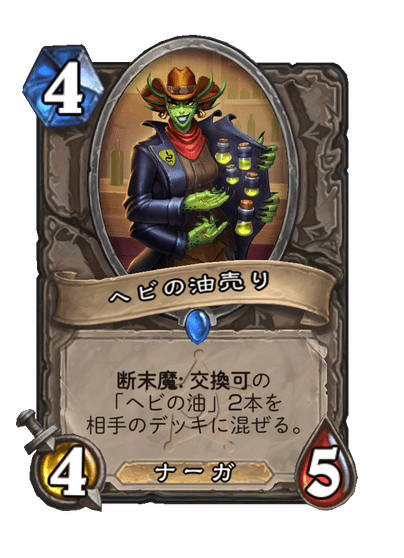 4
ヘビの油売り
断末魔: 交換可の
「ヘビの油」2本を
相手のデッキに混ぜる。
4
ナーガ
5